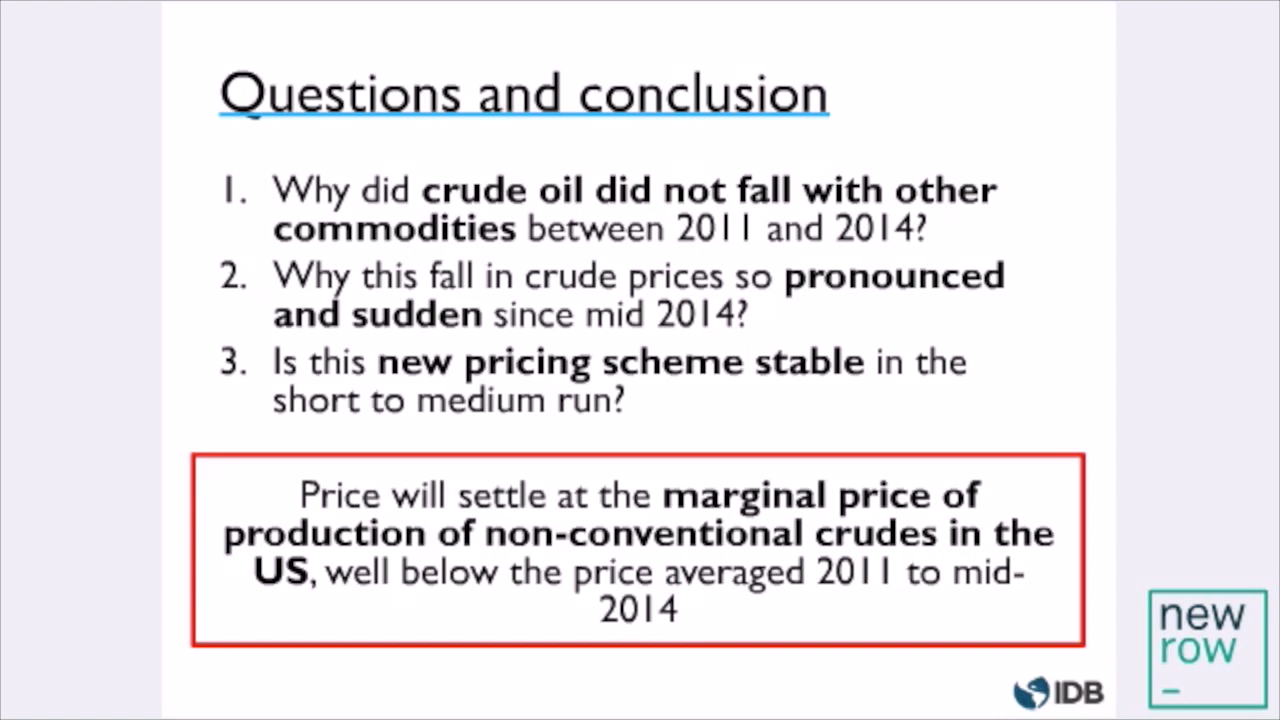 Questions and conclusion
1. Why did crude oil did not fall with other
commodities between 2011 and 2014?
2. Why this fall in crude prices so pronounced
and sudden since mid 2014?
3. Is this new pricing scheme stable in the
short to medium run?
Price will settle at the marginal price of
production of non-conventional crudes in the
US, well below the price averaged 2011 to mid-
2014
IDB
new
row
_